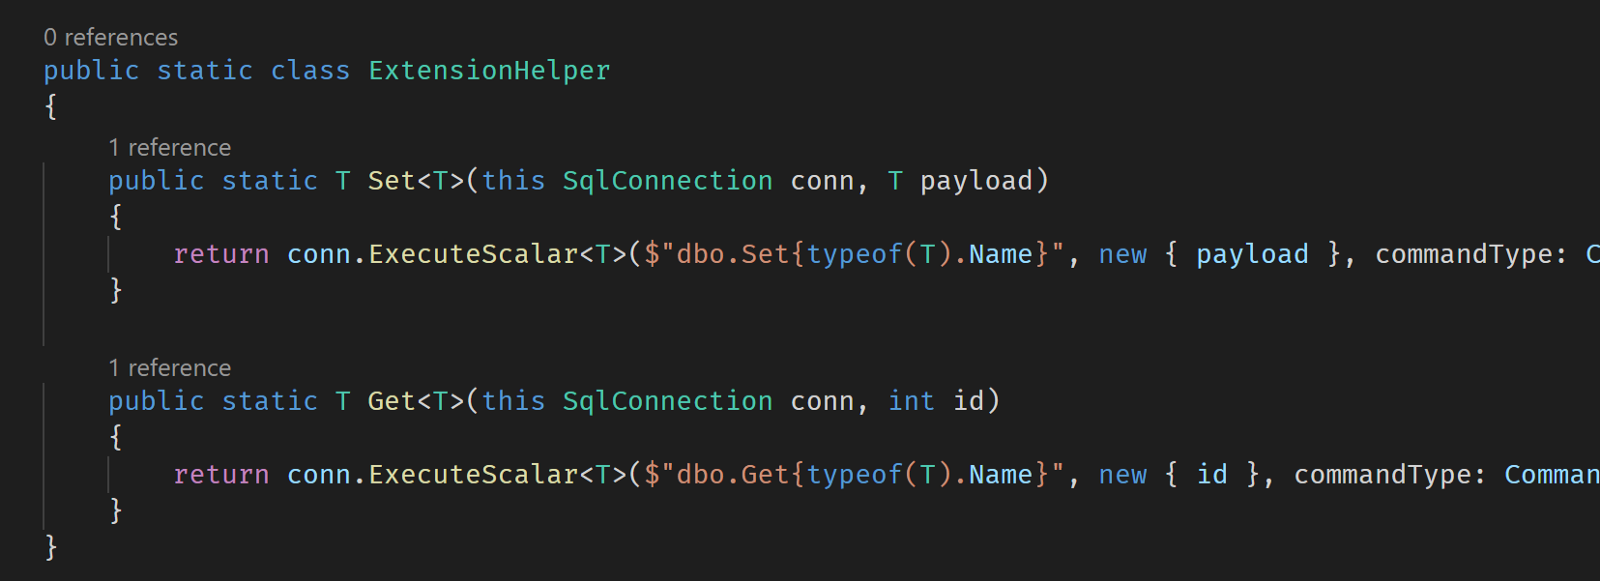 0 references
public static class ExtensionHelper
{
1 reference
public static T Set<T>(this SqlConnection conn, T payload)
{
return conn.ExecuteScalar<T>($"dbo.Set{typeof(T).Name}", new { payload }, commandType: C
}
1 reference
public static T Get<T>(this SqlConnection conn, int id)
{
return conn.ExecuteScalar<T>($"dbo.Get{typeof(T).Name}", new { id }, commandType: Comman
}
}